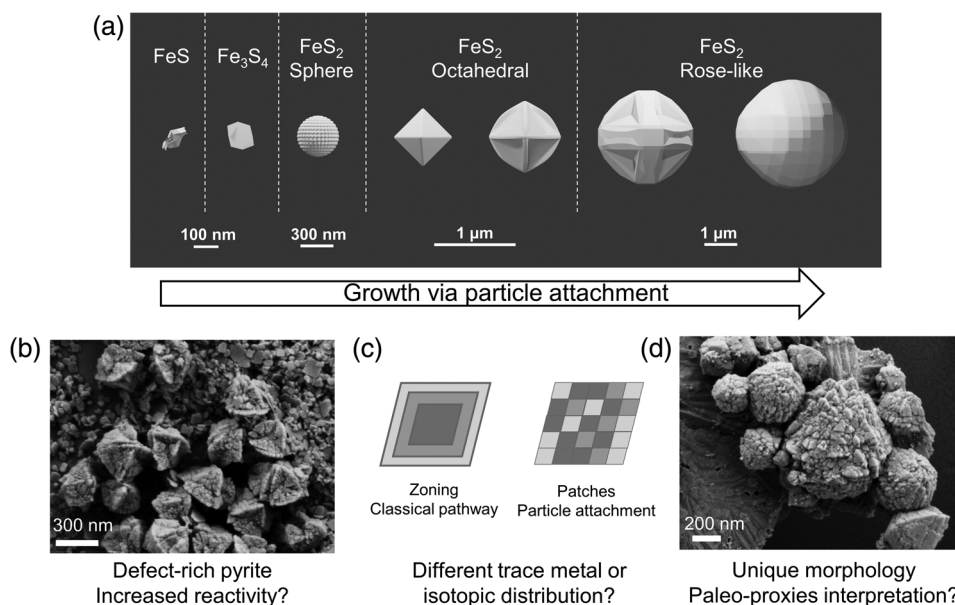 (a)
FeS
Fe₃S₄
FeS₂
Sphere
FeS₂
Octahedral
FeS₂
Rose-like
100 nm
300 nm
1 µm
1 µm
Growth via particle attachment
(b)
300 nm
Defect-rich pyrite
Increased reactivity?
(c)
Zoning
Classical pathway
Patches
Particle attachment
Different trace metal or
isotopic distribution?
(d)
200 nm
Unique morphology
Paleo-proxies interpretation?